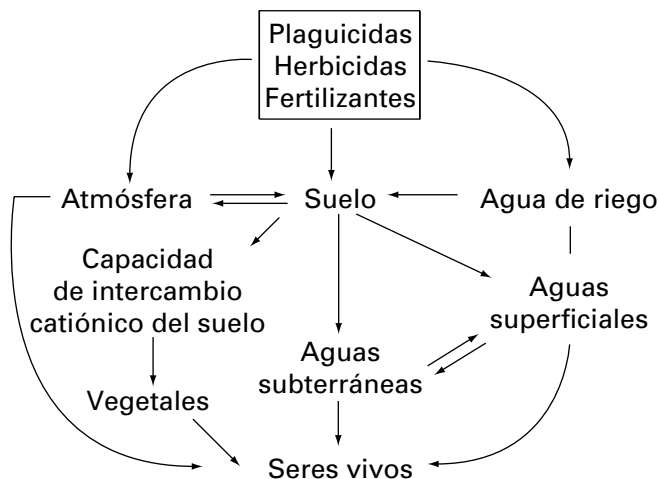 Plaguicidas
Herbicidas
Fertilizantes
Atmósfera
Suelo
Agua de riego
Capacidad
de intercambio
catiónico del suelo
Aguas
superficiales
Aguas
subterráneas
Vegetales
Seres vivos